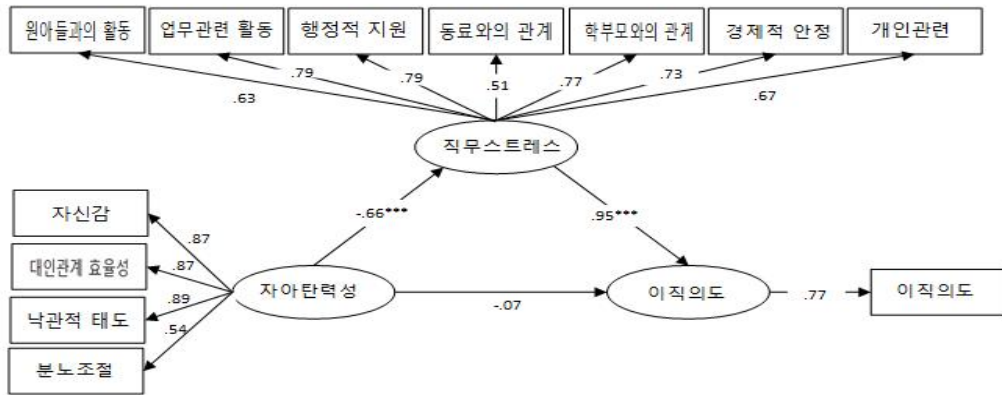 원아들과의 활동 업무관련 활동 행정적 지원 동료와의 관계 학부모와의 관계 경제적 안정 개인관련
.63 .79 .79 .51 .77 .73 .67
직무스트레스
-.66*** .95***
자신감
.87
대인관계 효율성
.87
낙관적 태도
.89
분노조절
.54
자아탄력성
-.07
이직의도
.77
이직의도